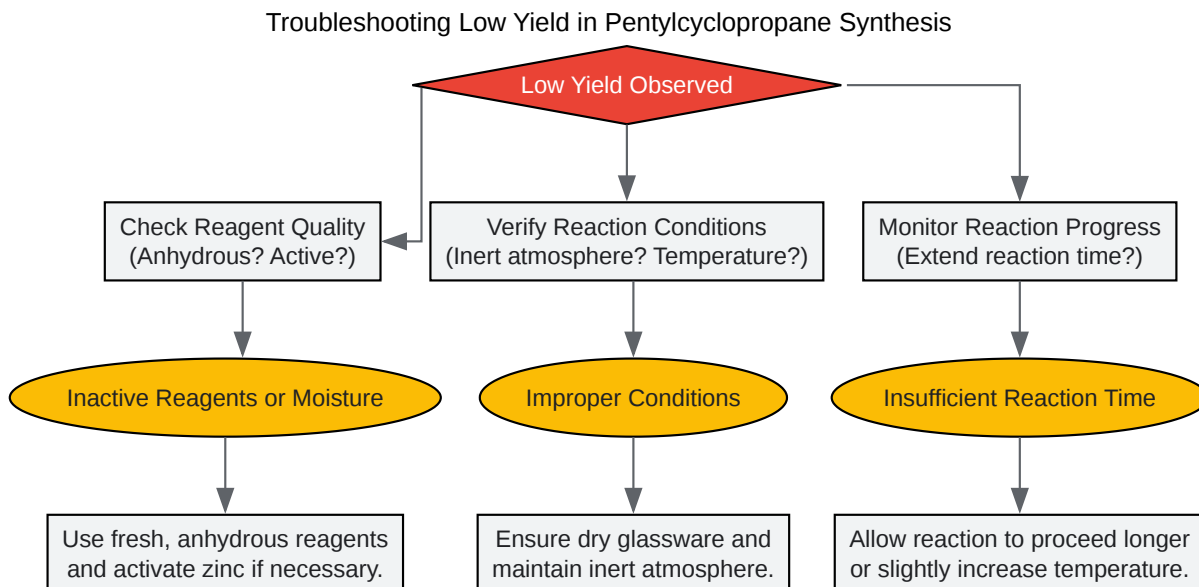 Troubleshooting Low Yield in Pentylcyclopropane Synthesis
Low Yield Observed
Check Reagent Quality
(Anhydrous? Active?)
Verify Reaction Conditions
(Inert atmosphere? Temperature?)
Monitor Reaction Progress
(Extend reaction time?)
Inactive Reagents or Moisture
Improper Conditions
Insufficient Reaction Time
Use fresh, anhydrous reagents
and activate zinc if necessary.
Ensure dry glassware and
maintain inert atmosphere.
Allow reaction to proceed longer
or slightly increase temperature.